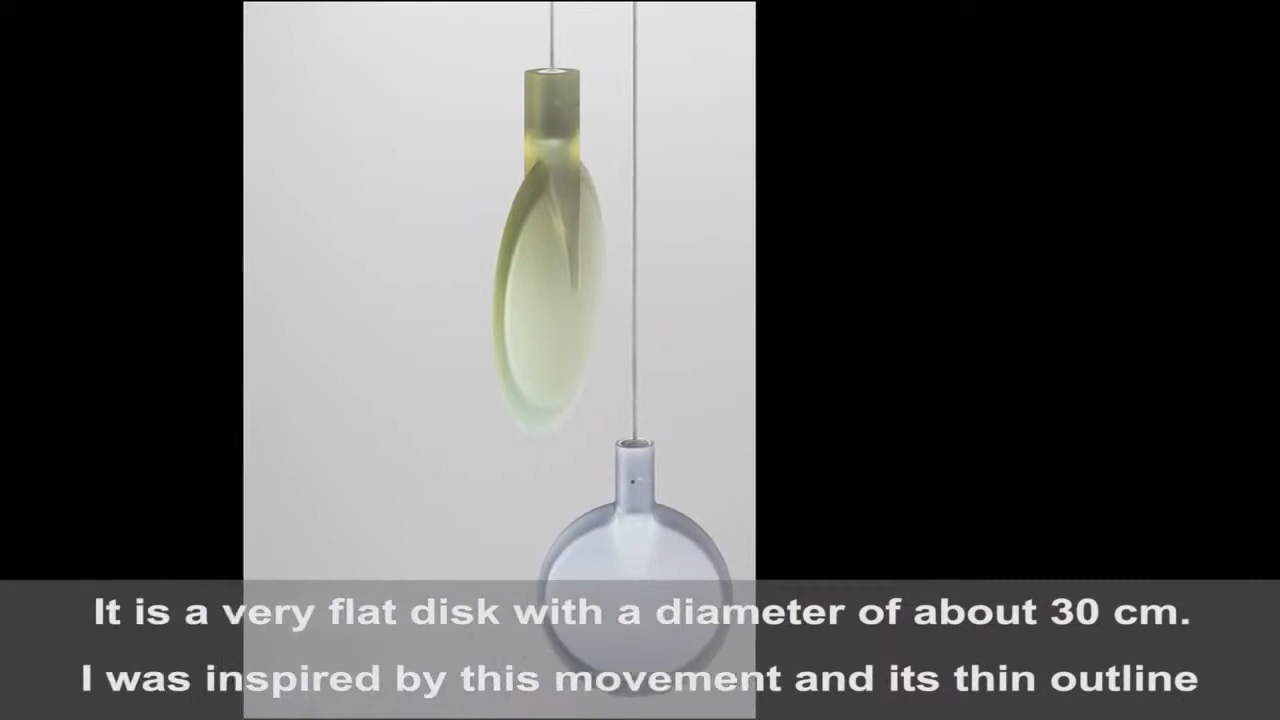 It is a very flat disk with a diameter of about 30 cm.
I was inspired by this movement and its thin outline